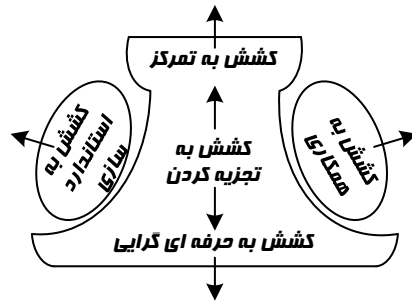 کشش به تمرکز
کشش به
همکاری
کشش به
تجزیه کردن
کشش به
استاندارد
سازی
کشش به حرفه ای گرایی